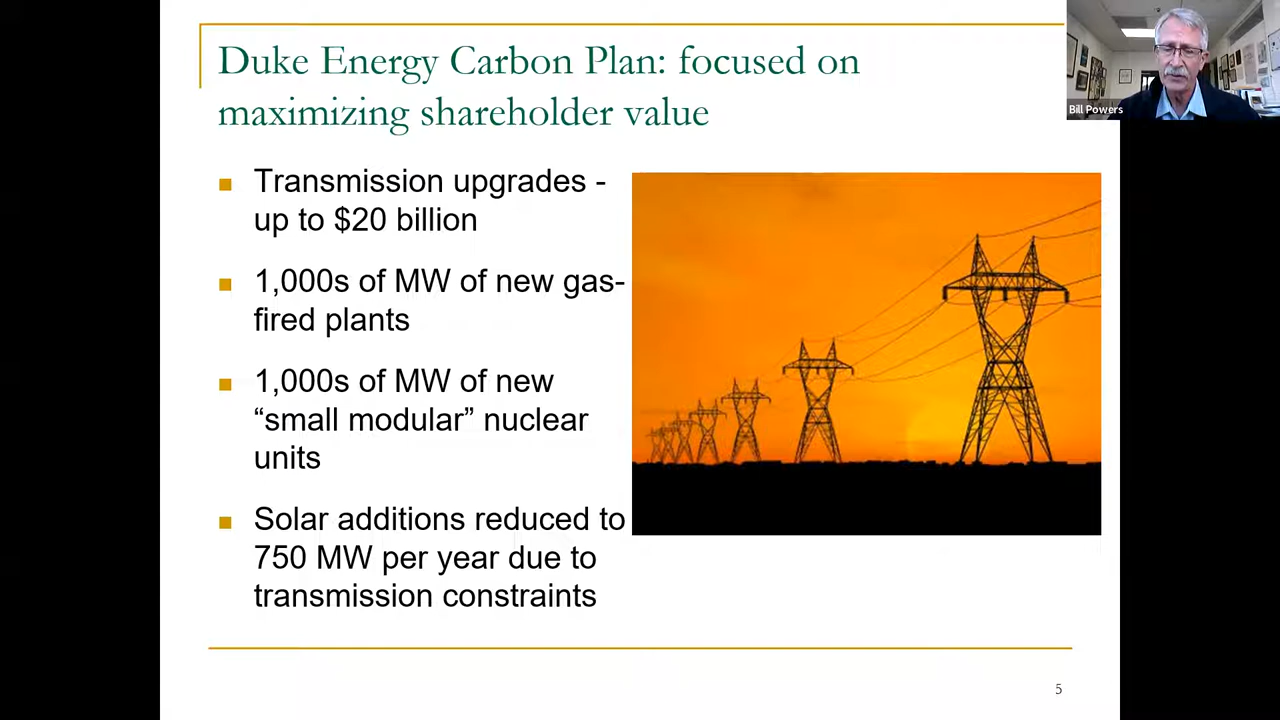 Duke Energy Carbon Plan: focused on
maximizing shareholder value
Bill Powers
Transmission upgrades -
up to $20 billion
1,000s of MW of new gas-
fired plants
1,000s of MW of new
“small modular” nuclear
units
Solar additions reduced to
750 MW per year due to
transmission constraints
5